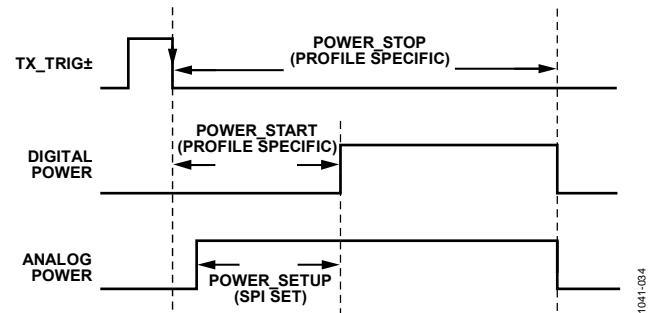 TX_TRIG±
POWER_STOP
(PROFILE SPECIFIC)
POWER_START
(PROFILE SPECIFIC)
DIGITAL
POWER
ANALOG
POWER
POWER_SETUP
(SPI SET)
1041-034